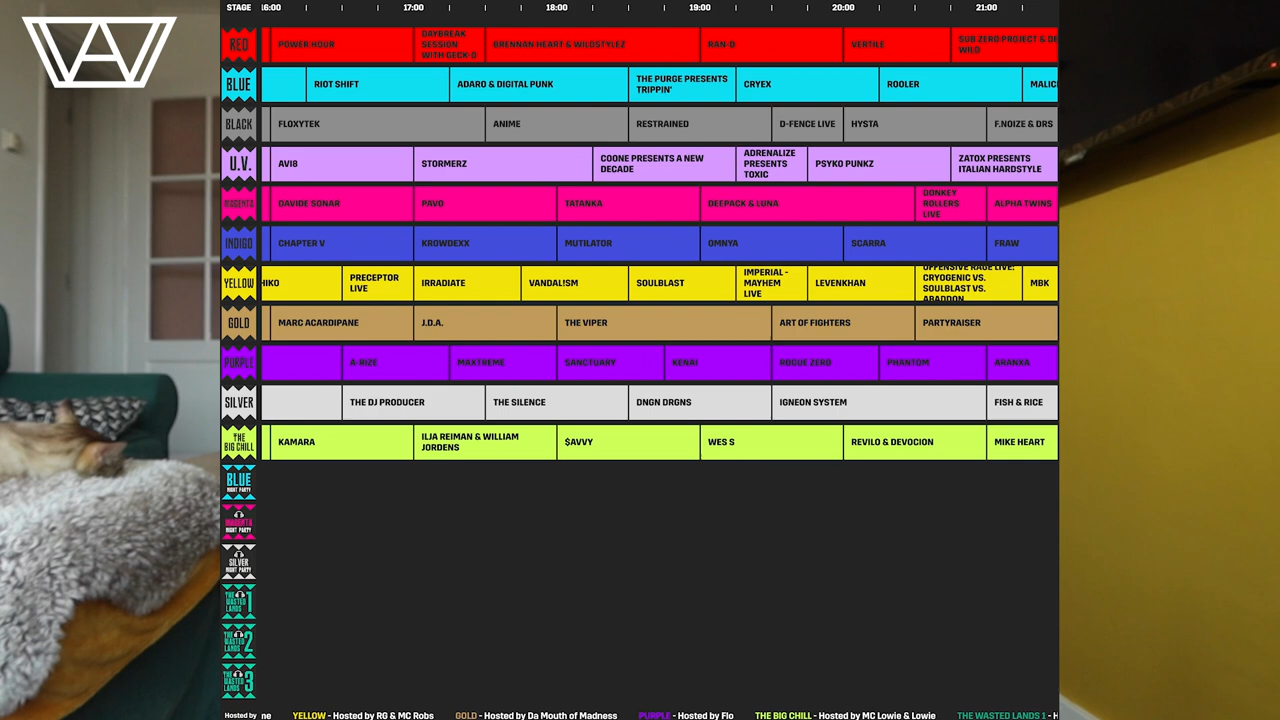 STAGE 16:00 17:00 18:00 19:00 20:00 21:00
RED
POWER HOUR
DAYBREAK
SESSION
WITH GECK-O
BRENNAN HEART & WILDSTYLEZ
RAN-D
VERTILE
SUB ZERO PROJECT & DE
WILD
BLUE
RIOT SHIFT
ADARO & DIGITAL PUNK
THE PURGE PRESENTS
TRIPPIN'
CRYEX
ROOLER
MALIC
BLACK
FLOXYTEK
ANIME
RESTRAINED
D-FENCE LIVE
HYSTA
F.NOIZE & DRS
U.V.
AVI8
STORMERZ
COONE PRESENTS A NEW
DECADE
ADRENALIZE
PRESENTS
TOXIC
PSYKO PUNKZ
ZATOX PRESENTS
ITALIAN HARDSTYLE
MAGENTA
DAVIDE SONAR
PAVO
TATANKA
DEEPACK & LUNA
DONKEY
ROLLERS
LIVE
ALPHA TWINS
INDIGO
CHAPTER V
KROWDEXX
MUTILATOR
OMNYA
SCARRA
FRAW
YELLOW
HIKO
PRECEPTOR
LIVE
IRRADIATE
VANDAL!SM
SOULBLAST
IMPERIAL -
MAYHEM
LIVE
LEVENKHAN
OFFENSIVE RAGE LIVE:
CRYOGENIC VS.
SOULBLAST VS.
ABADDON
MBK
GOLD
MARC ACARDIPANE
J.D.A.
THE VIPER
ART OF FIGHTERS
PARTYRAISER
PURPLE
A-RIZE
MAXTREME
SANCTUARY
KENAI
ROGUE ZERO
PHANTOM
ARANXA
SILVER
THE DJ PRODUCER
THE SILENCE
DNGN DRGNS
IGNEON SYSTEM
FISH & RICE
THE
BIG CHILL
KAMARA
ILJA REIMAN & WILLIAM
JORDENS
$AVVY
WES S
REVILO & DEVOCION
MIKE HEART
BLUE
NIGHT PARTY
MAGENTA
NIGHT PARTY
SILVER
NIGHT PARTY
THE
WASTED
LANDS 1
THE
WASTED
LANDS 2
THE
WASTED
LANDS 3
Hosted by ne YELLOW - Hosted by RG & MC Robs GOLD - Hosted by Da Mouth of Madness PURPLE - Hosted by Flo THE BIG CHILL - Hosted by MC Lowie & Lowie THE WASTED LANDS 1 - H